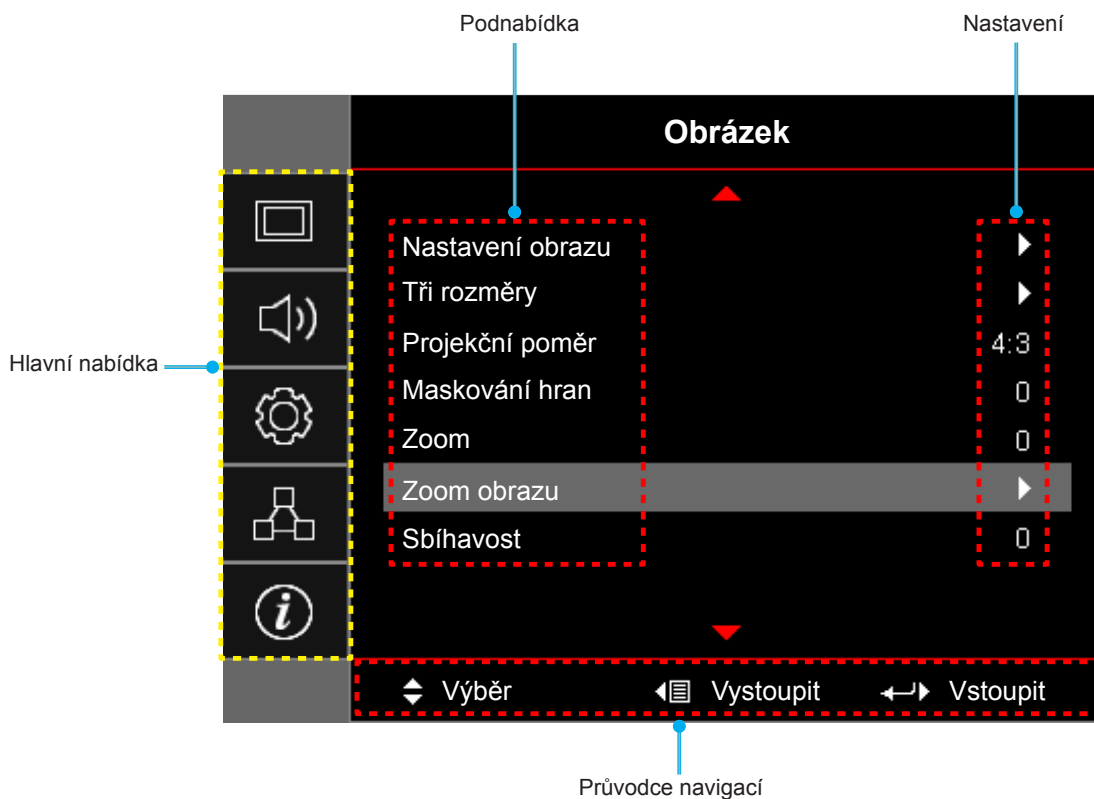 Podnabídka
Nastavení
Obrázek
Hlavní nabídka
Nastavení obrazu
Tři rozměry
Projekční poměr 4:3
Maskování hran 0
Zoom 0
Zoom obrazu
Sbíhavost 0
Výběr Vystoupit Vstoupit
Průvodce navigací